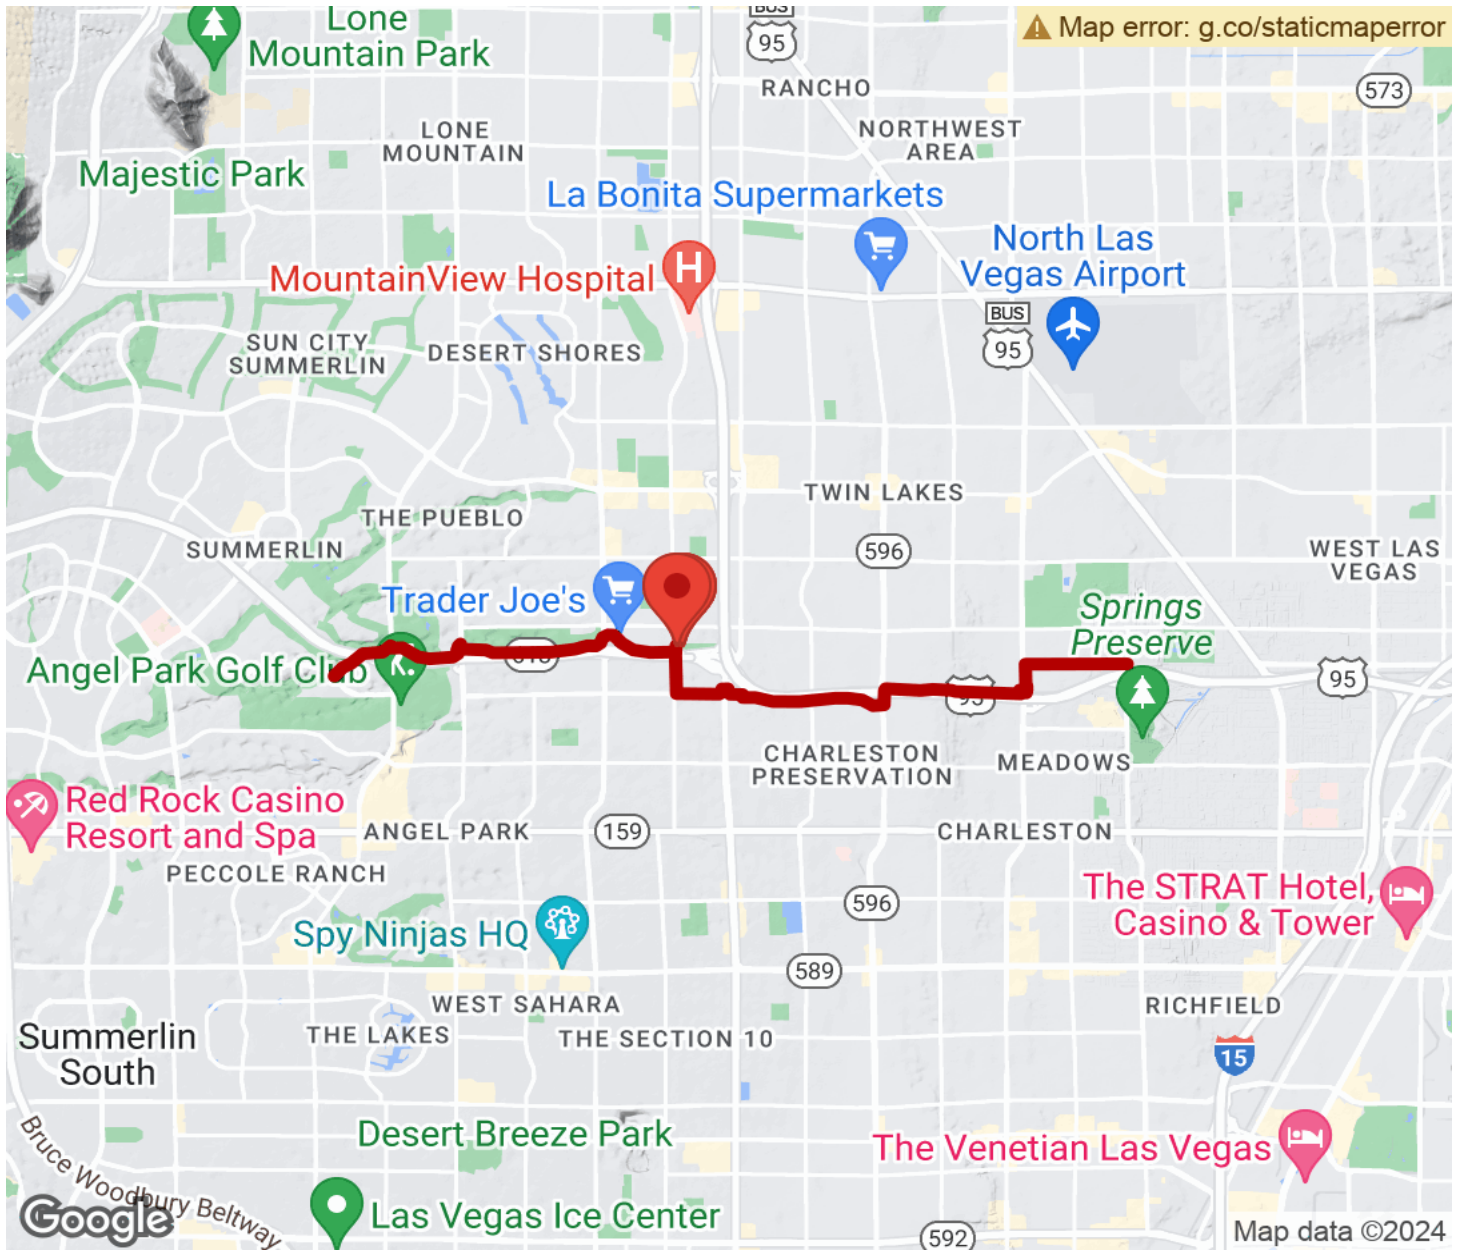 Lone
Mountain Park
BUS
95
Map error: g.co/staticmaperror
RANCHO
573
LONE
MOUNTAIN
NORTHWEST
AREA
Majestic Park
La Bonita Supermarkets
North Las
Vegas Airport
MountainView Hospital
H
BUS
95
SUN CITY
SUMMERLIN
DESERT SHORES
TWIN LAKES
THE PUEBLO
SUMMERLIN
596
WEST LAS
VEGAS
Trader Joe's
Springs
Preserve
Angel Park Golf Club
95
95
CHARLESTON
PRESERVATION
MEADOWS
Red Rock Casino
Resort and Spa
ANGEL PARK
159
CHARLESTON
PECCOLE RANCH
The STRAT Hotel,
Casino & Tower
596
Spy Ninjas HQ
589
WEST SAHARA
RICHFIELD
Summerlin
South
THE LAKES
THE SECTION 10
15
Desert Breeze Park
The Venetian Las Vegas
Bruce Woodbury Beltway
Las Vegas Ice Center
Google
592
Map data ©2024